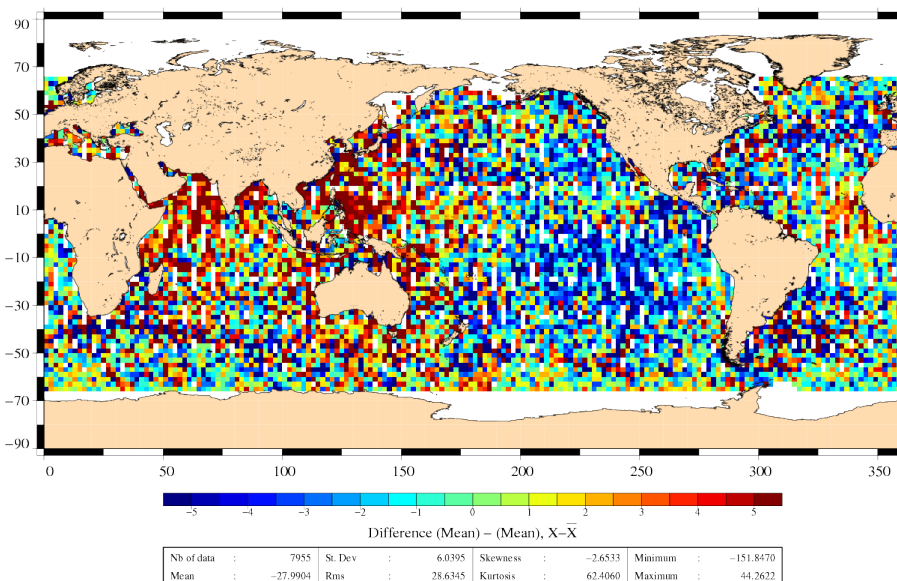 90
70
50
30
10
−10
−30
−50
−70
−90
0 50 100 150 200 250 300 350
−5 −4 −3 −2 −1 0 1 2 3 4 5
Difference (Mean) − (Mean), X−X̅
Nb of data : 7955 St. Dev : 6.0395 Skewness : −2.6533 Minimum : −151.8470
Mean : −27.9904 Rms : 28.6345 Kurtosis : 62.4060 Maximum : 44.2622